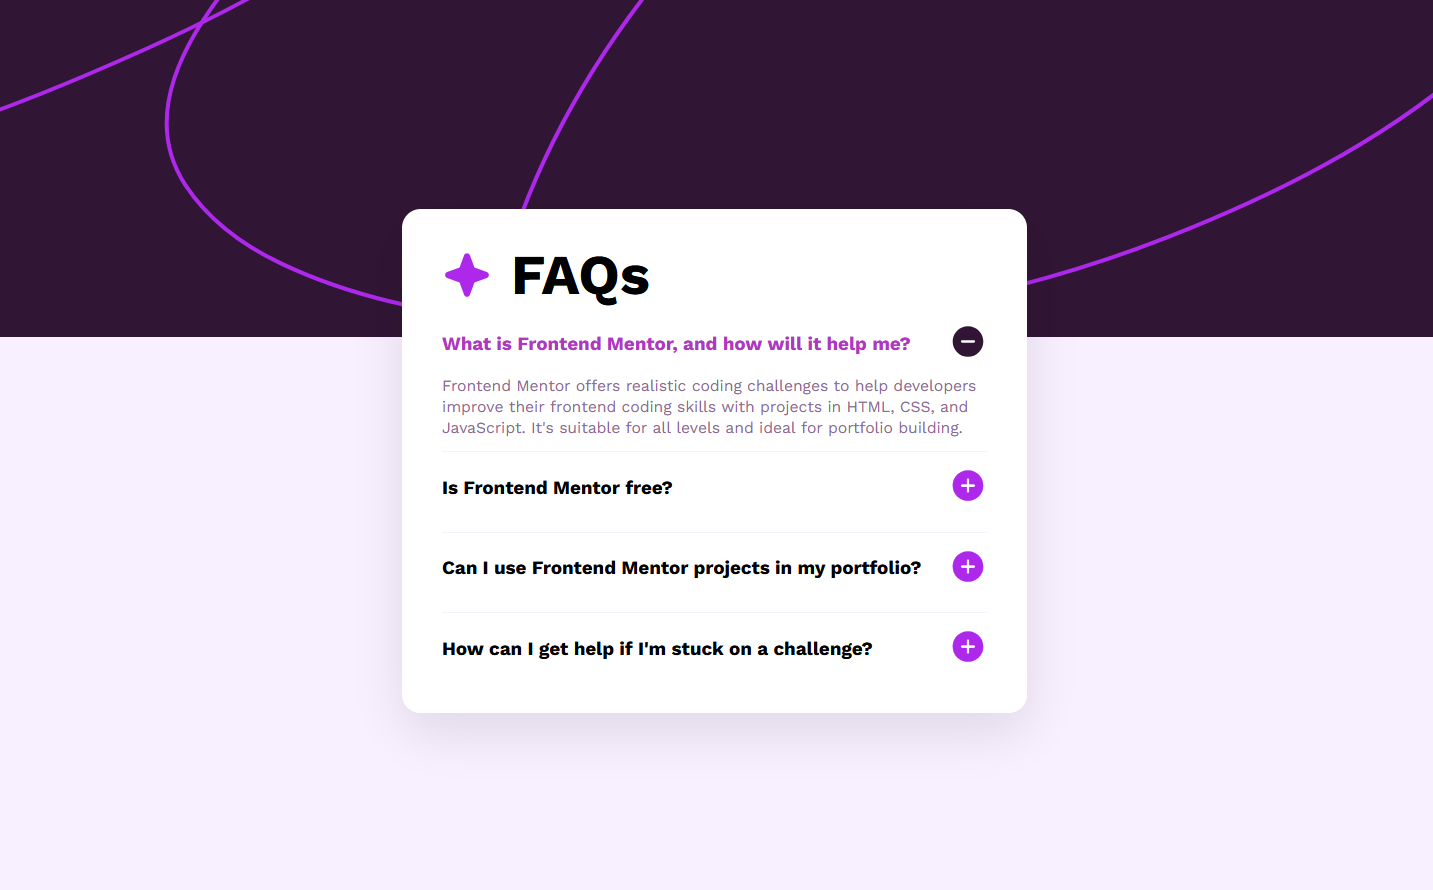 FAQs
What is Frontend Mentor, and how will it help me?
Frontend Mentor offers realistic coding challenges to help developers
improve their frontend coding skills with projects in HTML, CSS, and
JavaScript. It's suitable for all levels and ideal for portfolio building.
Is Frontend Mentor free?
Can I use Frontend Mentor projects in my portfolio?
How can I get help if I'm stuck on a challenge?